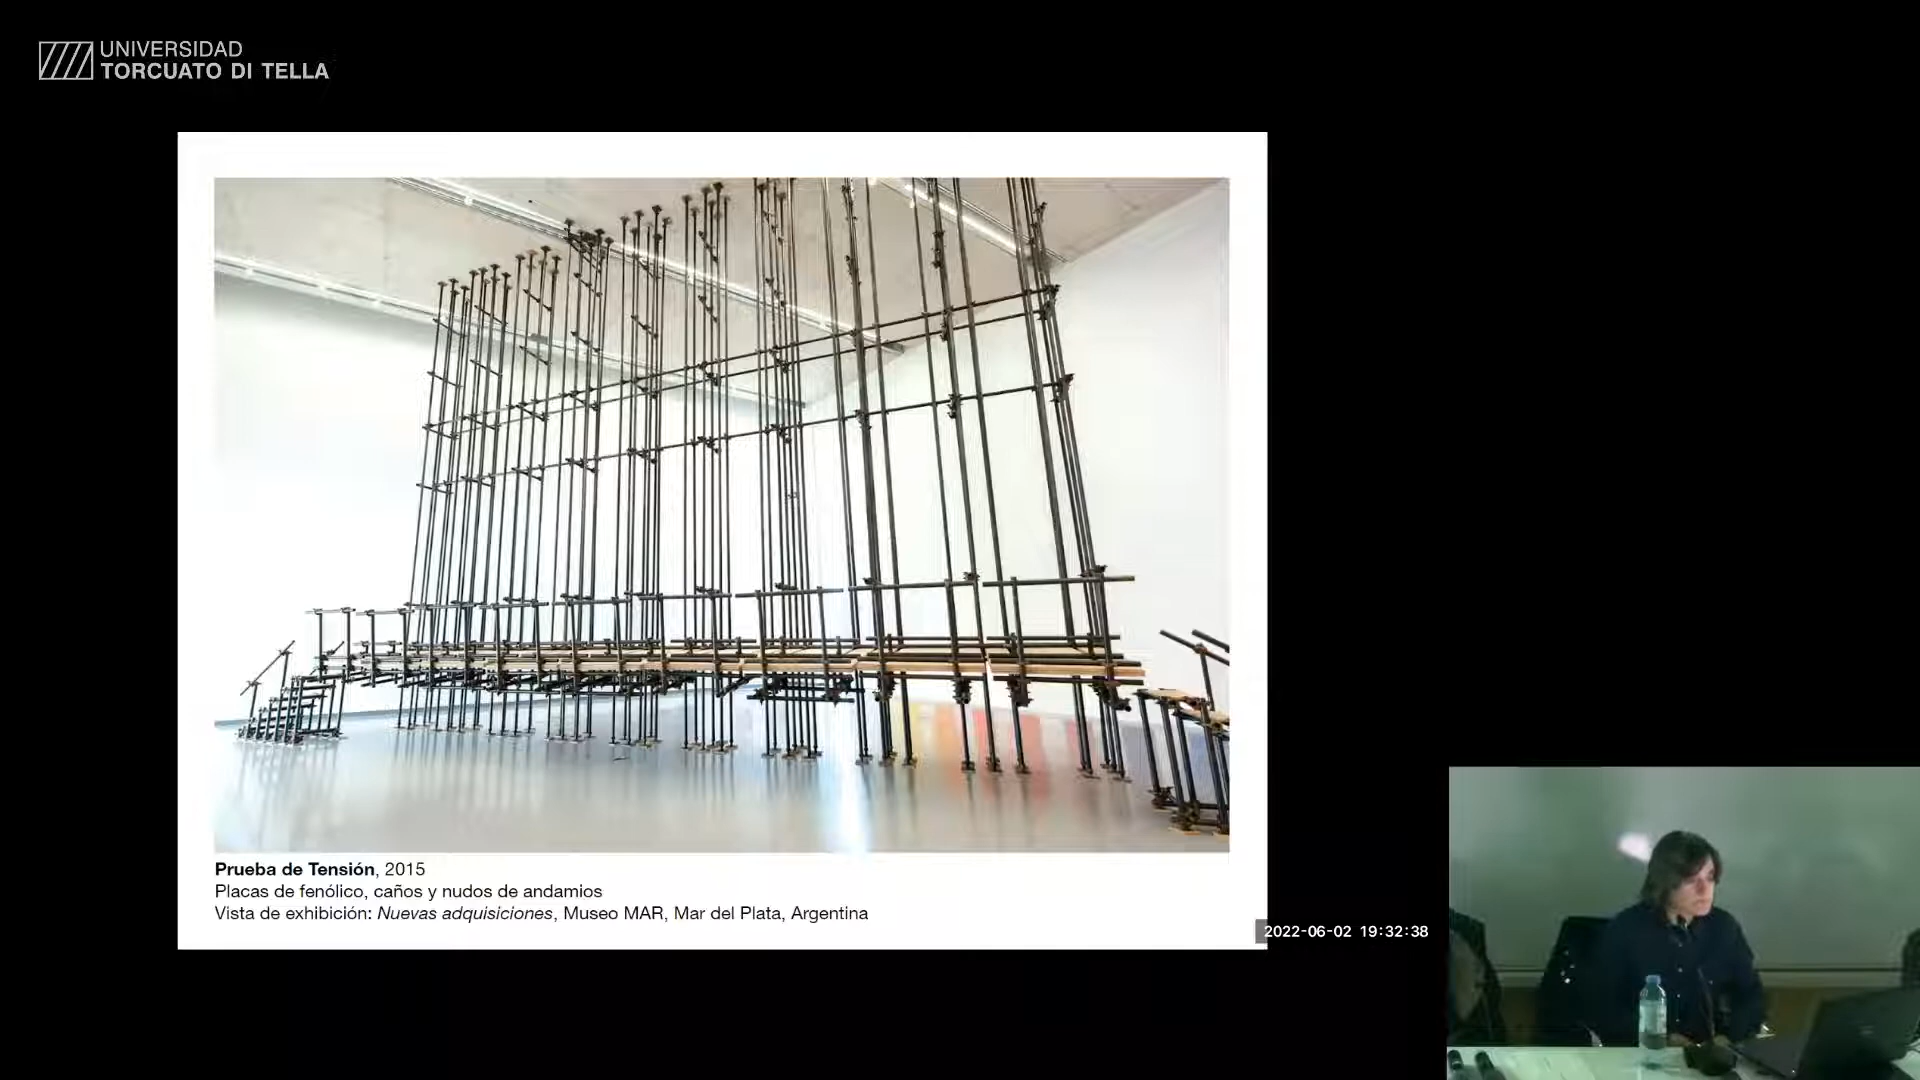 UNIVERSIDAD
TORCUATO DI TELLA
Prueba de Tensión, 2015
Placas de fenólico, caños y nudos de andamios
Vista de exhibición: Nuevas adquisiciones, Museo MAR, Mar del Plata, Argentina
2022-06-02 19:32:38